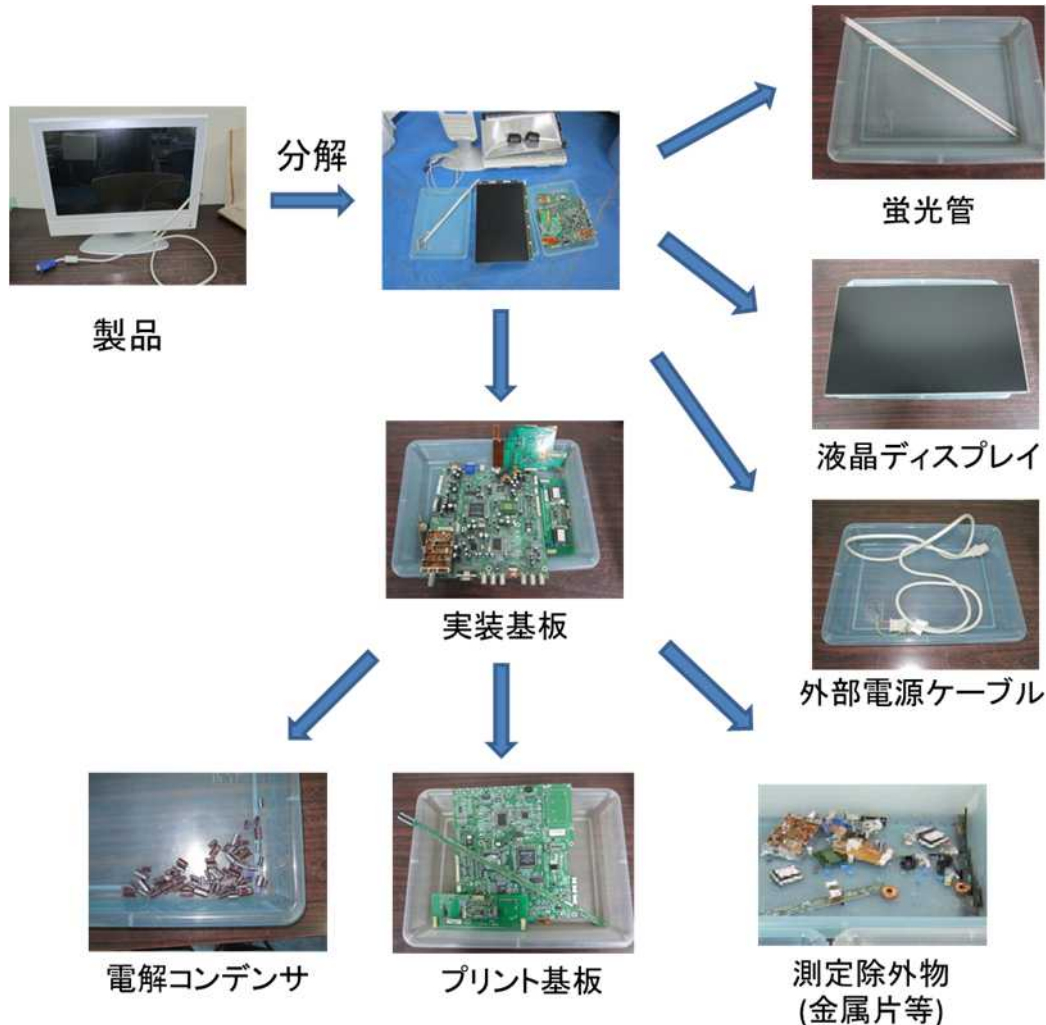 分解
製品
蛍光管
液晶ディスプレイ
外部電源ケーブル
実装基板
電解コンデンサ
プリント基板
測定除外物
(金属片等)